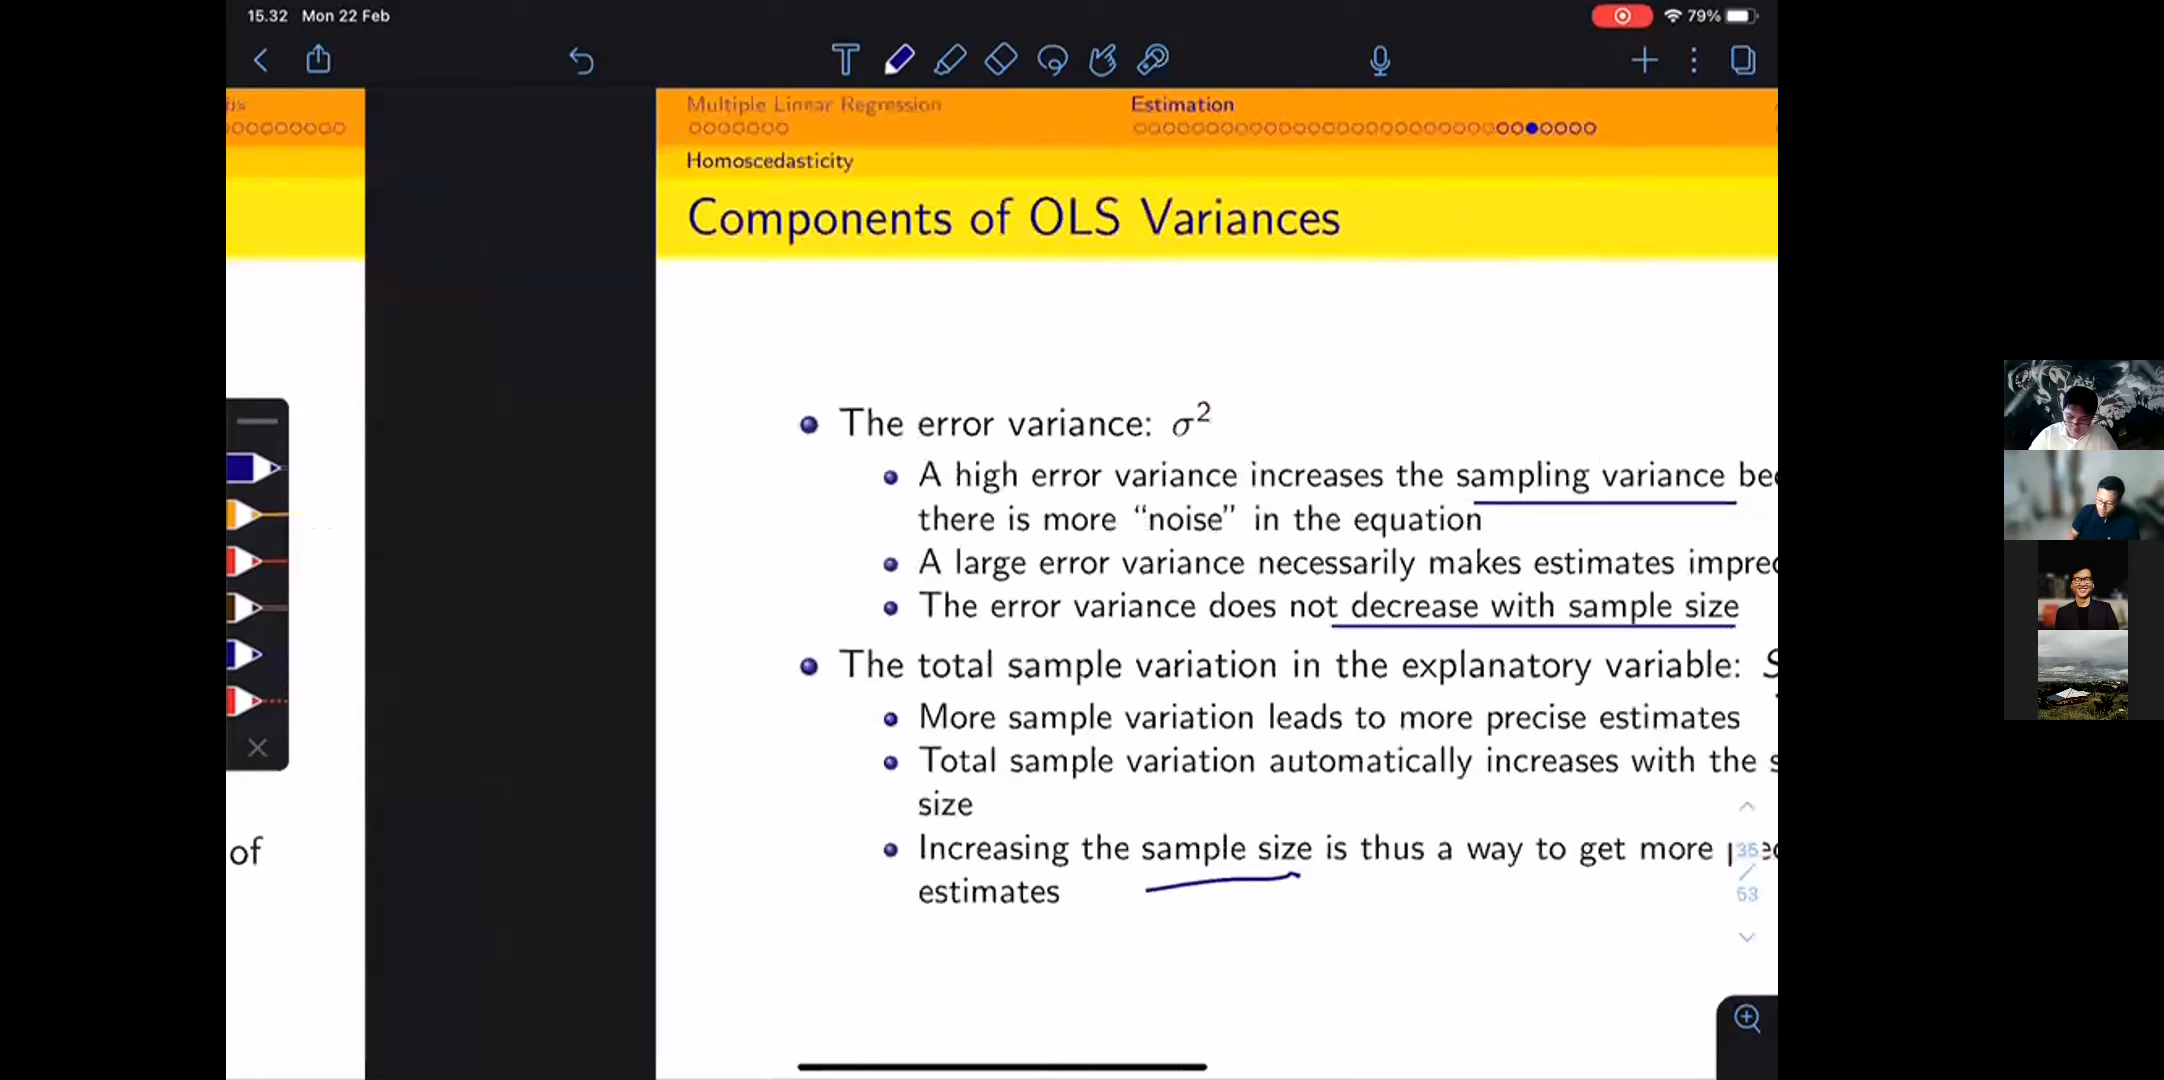 15.32 Mon 22 Feb
79%
Multiple Linear Regression
Estimation
Homoscedasticity
Components of OLS Variances
The error variance: σ²
A high error variance increases the sampling variance
there is more “noise” in the equation
A large error variance necessarily makes estimates
The error variance does not decrease with sample size
The total sample variation in the explanatory variable:
More sample variation leads to more precise estimates
Total sample variation automatically increases with the
size
Increasing the sample size is thus a way to get more
estimates
of
53